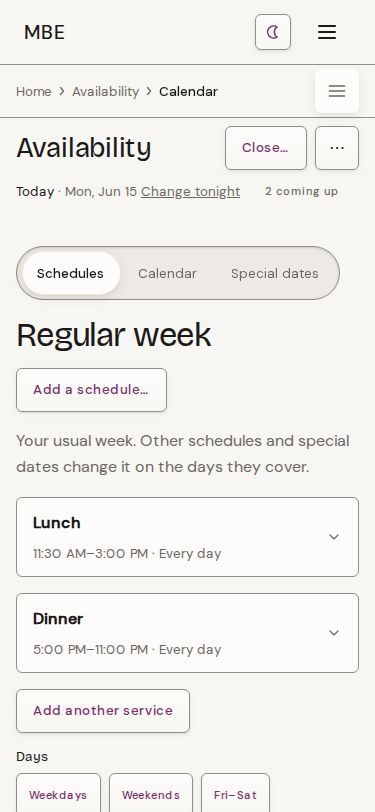 MBE
Home > Availability > Calendar
Availability
Close…
…
Today · Mon, Jun 15 Change tonight
2 coming up
Schedules
Calendar
Special dates
Regular week
Add a schedule…
Your usual week. Other schedules and special
dates change it on the days they cover.
Lunch
11:30 AM–3:00 PM · Every day
Dinner
5:00 PM–11:00 PM · Every day
Add another service
Days
Weekdays
Weekends
Fri–Sat